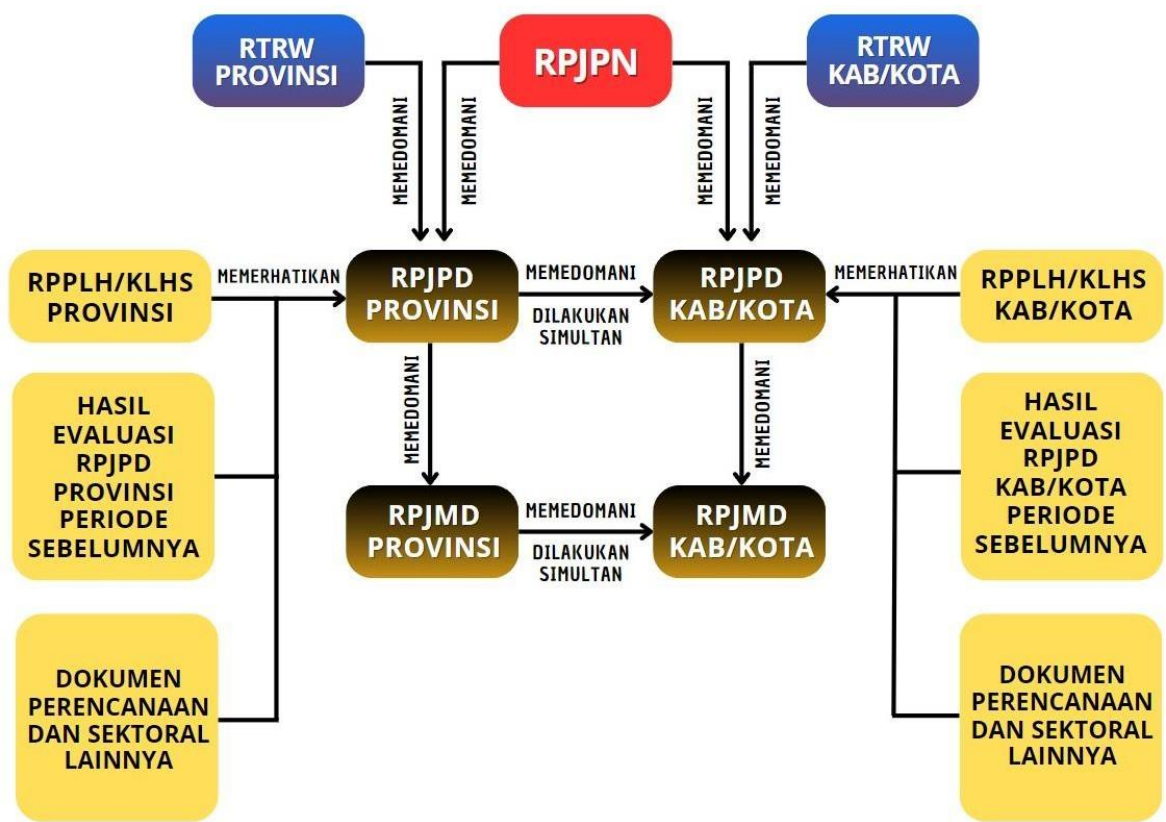 RTRW
PROVINSI
RPJPN
RTRW
KAB/KOTA
MEMEDOMANI
MEMEDOMANI
MEMEDOMANI
MEMEDOMANI
RPPLH/KLHS
PROVINSI
MEMERHATIKAN
RPJPD
PROVINSI
MEMEDOMANI
DILAKUKAN
SIMULTAN
RPJPD
KAB/KOTA
MEMERHATIKAN
RPPLH/KLHS
KAB/KOTA
HASIL
EVALUASI
RPJPD
PROVINSI
PERIODE
SEBELUMNYA
MEMEDOMANI
MEMEDOMANI
HASIL
EVALUASI
RPJPD
KAB/KOTA
PERIODE
SEBELUMNYA
RPJMD
PROVINSI
MEMEDOMANI
DILAKUKAN
SIMULTAN
RPJMD
KAB/KOTA
DOKUMEN
PERENCANAAN
DAN SEKTORAL
LAINNYA
DOKUMEN
PERENCANAAN
DAN SEKTORAL
LAINNYA